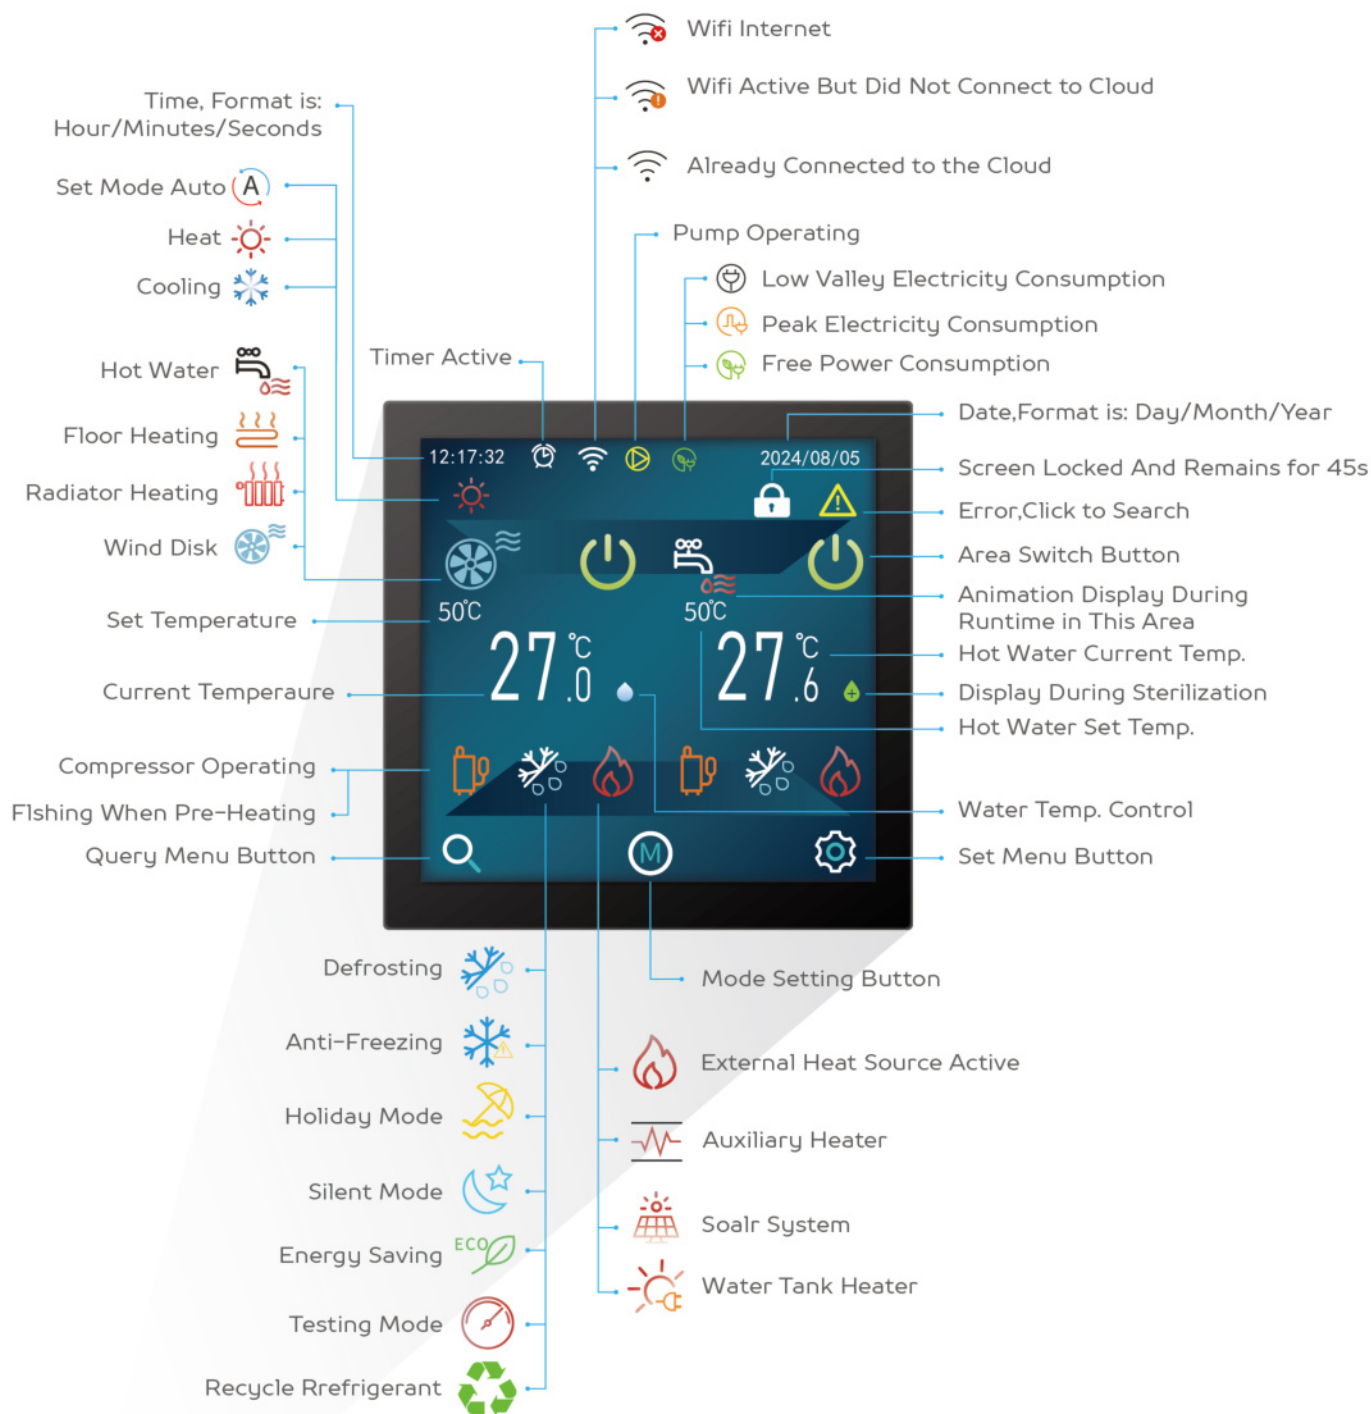 Wifi Internet
Wifi Active But Did Not Connect to Cloud
Time, Format is:
Hour/Minutes/Seconds
Already Connected to the Cloud
Set Mode Auto A
Heat
Pump Operating
Cooling
Low Valley Electricity Consumption
Peak Electricity Consumption
Hot Water
Timer Active
Free Power Consumption
Date,Format is: Day/Month/Year
Floor Heating
12:17:32
2024/08/05
Screen Locked And Remains for 45s
Radiator Heating
Error,Click to Search
Wind Disk
Area Switch Button
Animation Display During
Runtime in This Area
Set Temperature
50℃
50℃
Hot Water Current Temp.
27.0 ℃
27.6 ℃
Current Temperaure
Display During Sterilization
Hot Water Set Temp.
Compressor Operating
Flshing When Pre-Heating
Water Temp. Control
Query Menu Button
M
Set Menu Button
Defrosting
Mode Setting Button
Anti-Freezing
External Heat Source Active
Holiday Mode
Auxiliary Heater
Silent Mode
Soalr System
Energy Saving ECO
Water Tank Heater
Testing Mode
Recycle Rrefrigerant